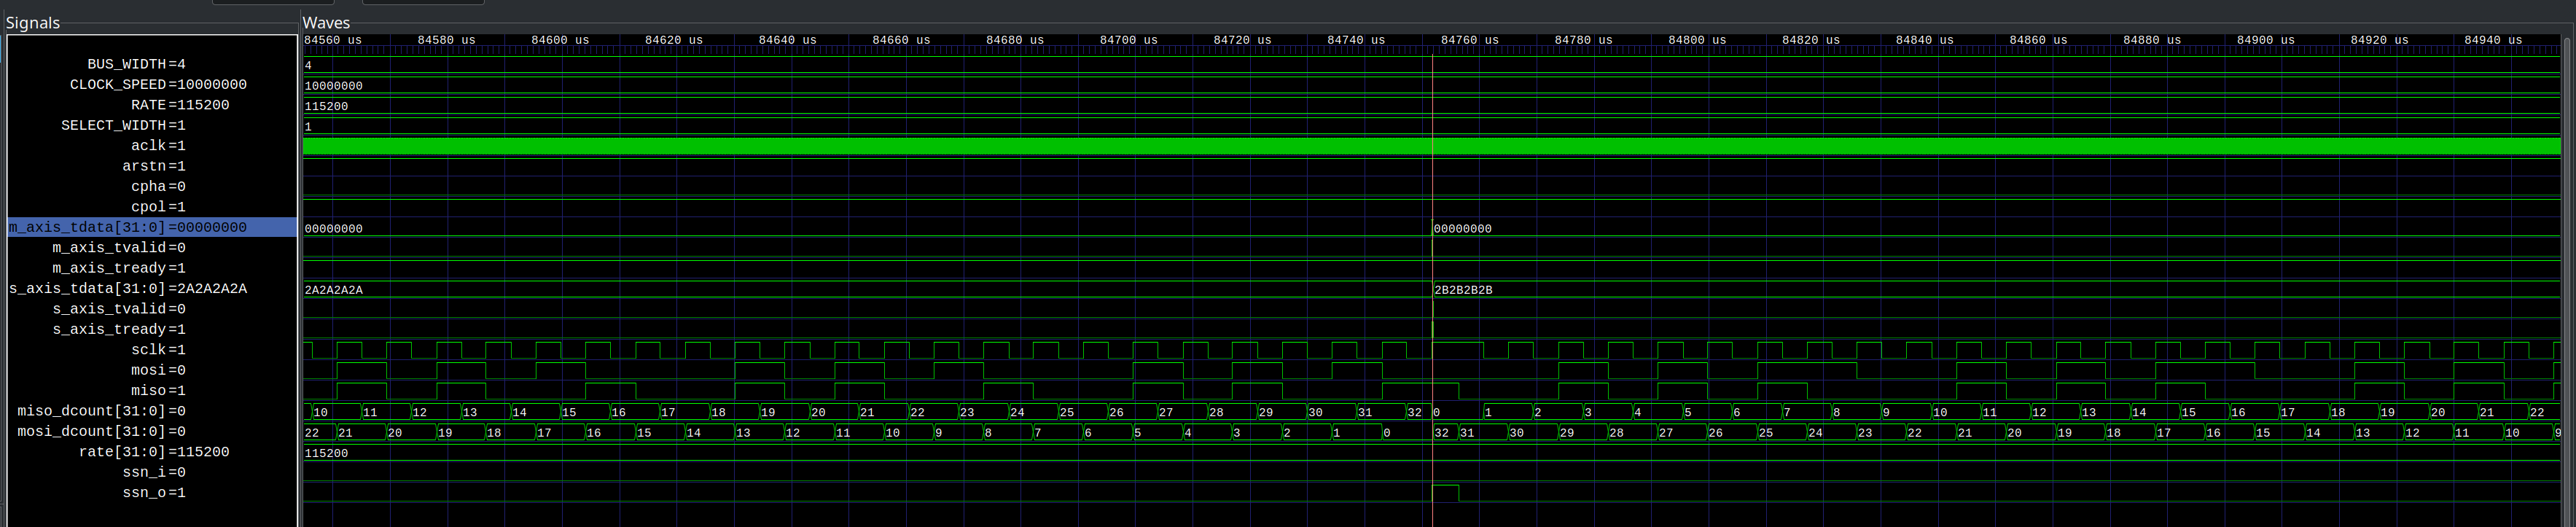 Signals
Waves
84560 us 84580 us 84600 us 84620 us 84640 us 84660 us 84680 us 84700 us 84720 us 84740 us 84760 us 84780 us 84800 us 84820 us 84840 us 84860 us 84880 us 84900 us 84920 us 84940 us
BUS_WIDTH=4 4
CLOCK_SPEED=10000000 10000000
RATE=115200 115200
SELECT_WIDTH=1 1
aclk=1
arstn=1
cpha=0
cpol=1
m_axis_tdata[31:0]=00000000 00000000 00000000
m_axis_tvalid=0
m_axis_tready=1
s_axis_tdata[31:0]=2A2A2A2A 2A2A2A2A 2B2B2B2B
s_axis_tvalid=0
s_axis_tready=1
sclk=1
mosi=0
miso=1
miso_dcount[31:0]=0 10 11 12 13 14 15 16 17 18 19 20 21 22 23 24 25 26 27 28 29 30 31 32 0 1 2 3 4 5 6 7 8 9 10 11 12 13 14 15 16 17 18 19 20 21 22
mosi_dcount[31:0]=0 22 21 20 19 18 17 16 15 14 13 12 11 10 9 8 7 6 5 4 3 2 1 0 32 31 30 29 28 27 26 25 24 23 22 21 20 19 18 17 16 15 14 13 12 11 10 9
rate[31:0]=115200 115200
ssn_i=0
ssn_o=1